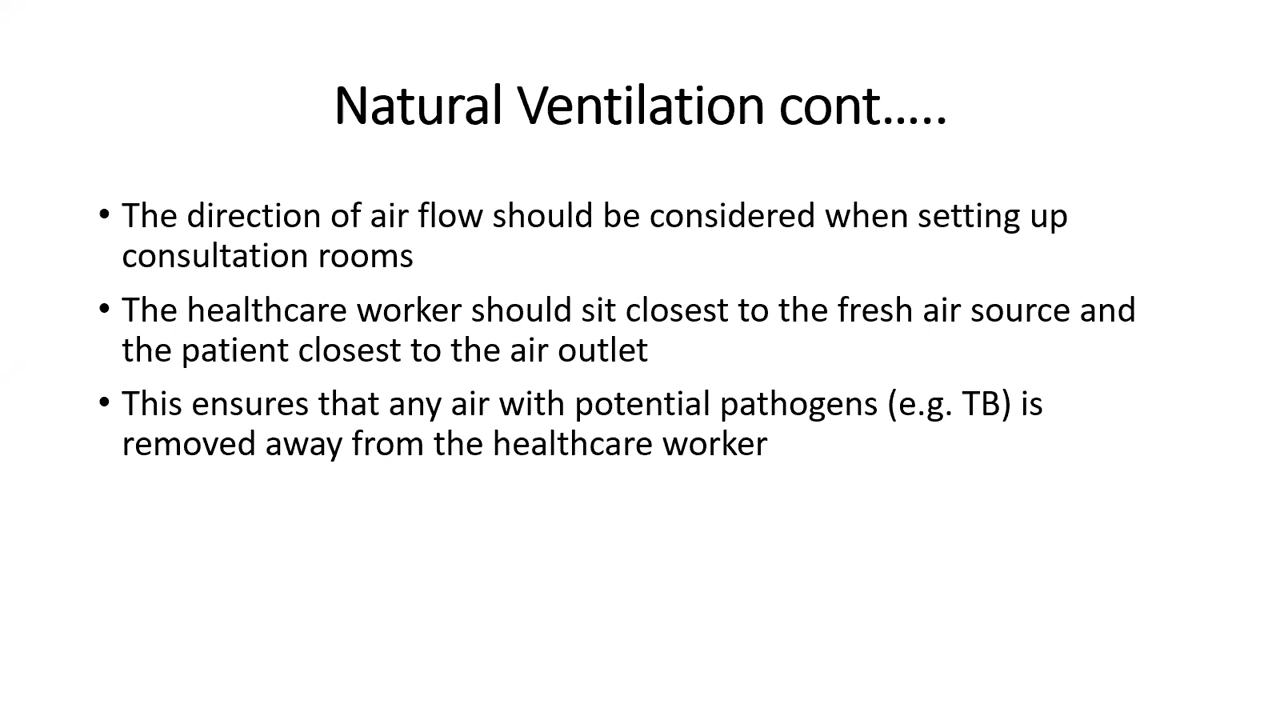 Natural Ventilation cont…..
• The direction of air flow should be considered when setting up
consultation rooms
• The healthcare worker should sit closest to the fresh air source and
the patient closest to the air outlet
• This ensures that any air with potential pathogens (e.g. TB) is
removed away from the healthcare worker